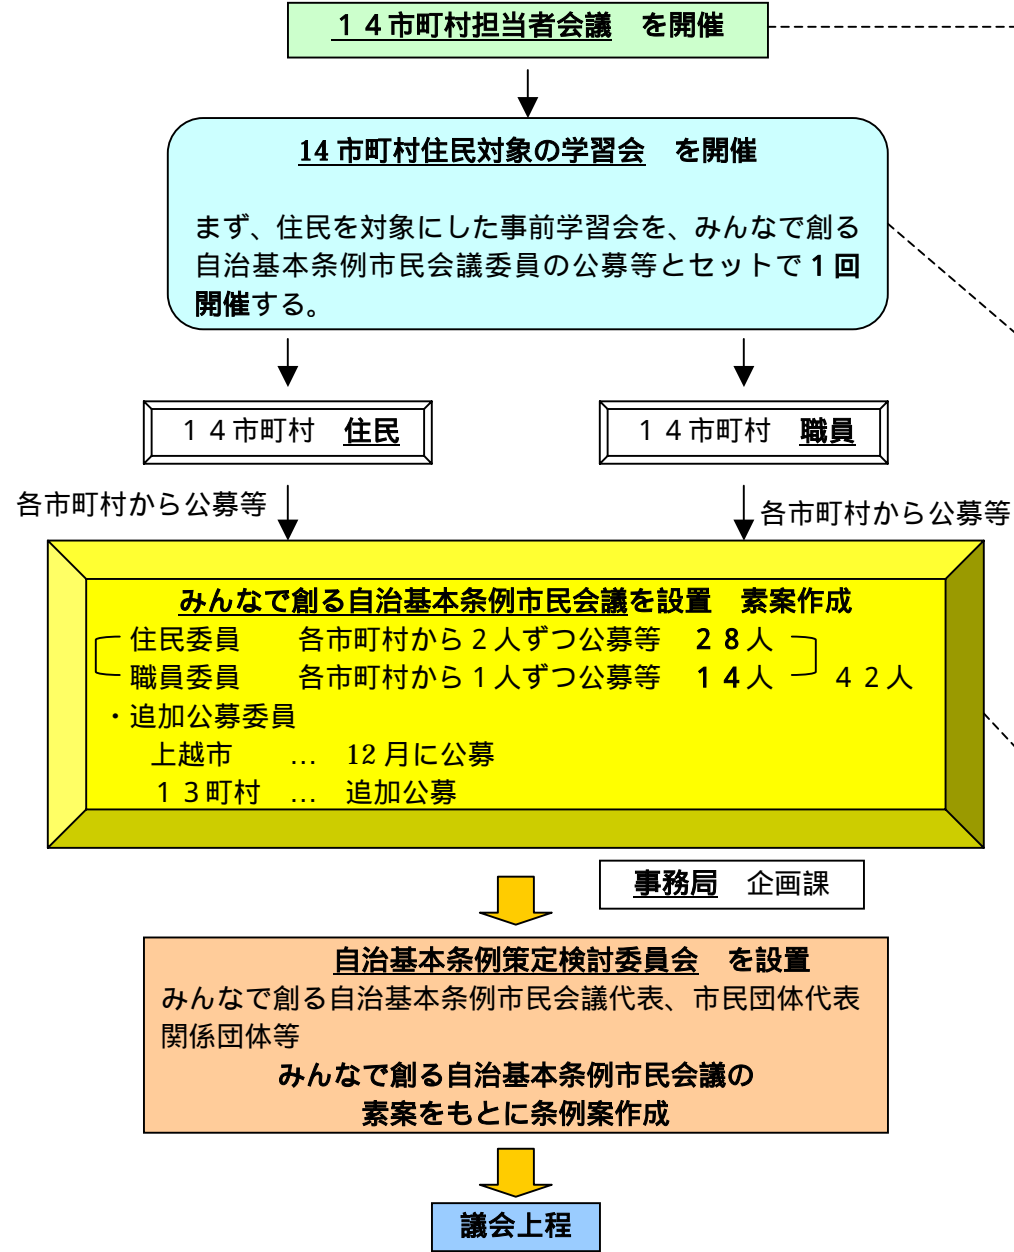 １４市町村担当者会議　を開催
14 市町村住民対象の学習会　を開催
まず、住民を対象にした事前学習会を、みんなで創る
自治基本条例市民会議委員の公募等とセットで１回
開催する。
１４市町村　住民
１４市町村　職員
各市町村から公募等
各市町村から公募等
みんなで創る自治基本条例市民会議を設置　素案作成
住民委員　　各市町村から２人ずつ公募等　２８人
職員委員　　各市町村から１人ずつ公募等　１４人　　４２人
・追加公募委員
上越市　　…　12 月に公募
１３町村　…　追加公募
事務局　企画課
自治基本条例策定検討委員会　を設置
みんなで創る自治基本条例市民会議代表、市民団体代表
関係団体等
みんなで創る自治基本条例市民会議の
素案をもとに条例案作成
議会上程